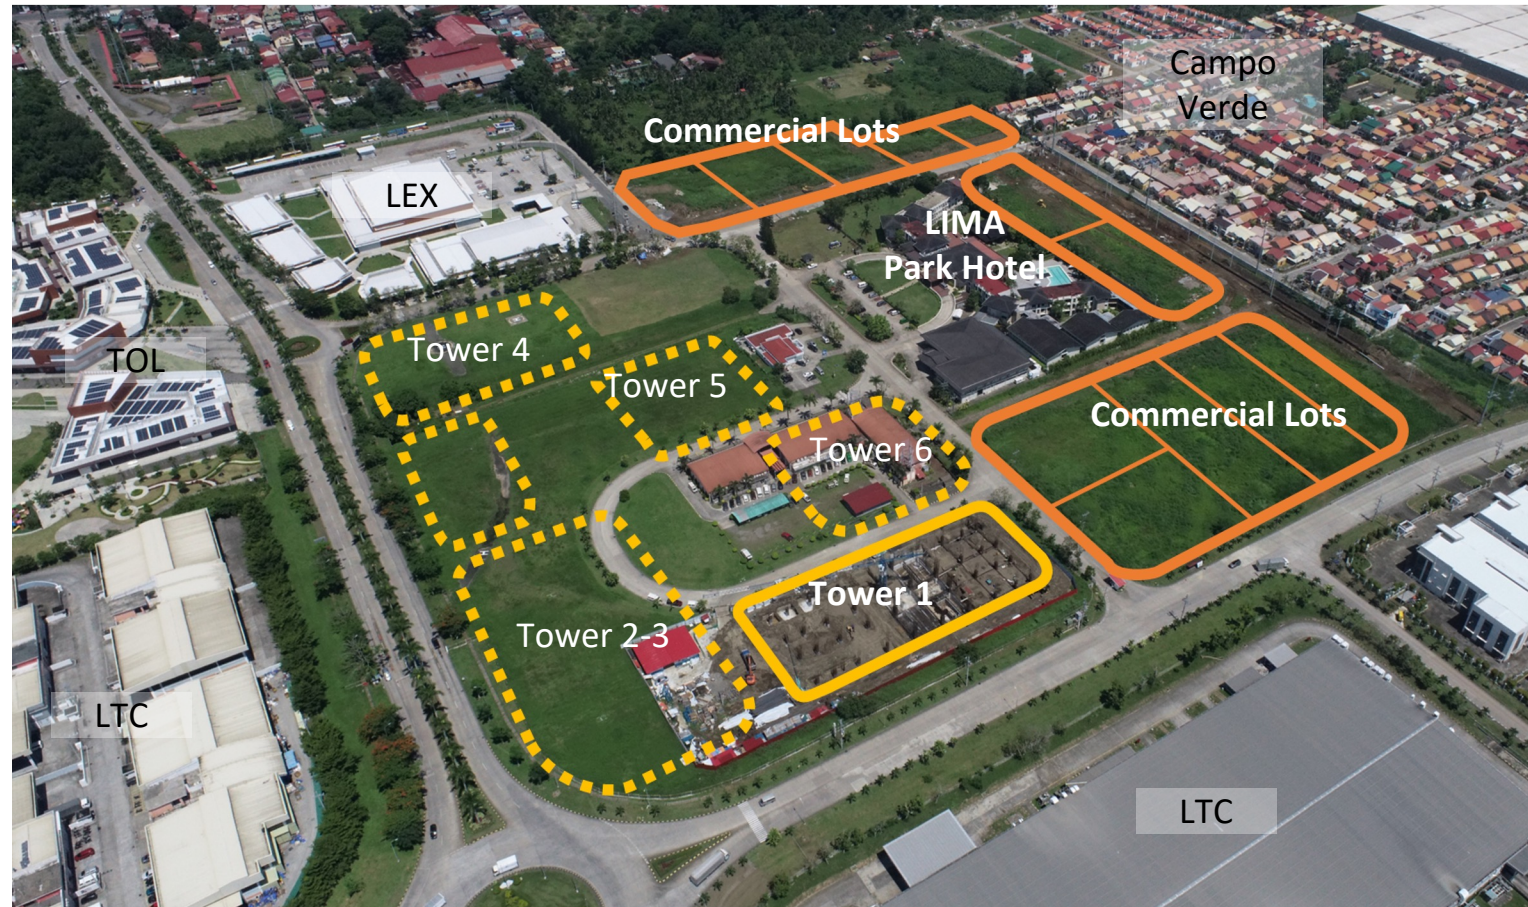 Campo
Verde
Commercial Lots
LEX
LIMA
Park Hotel
TOL
Tower 4
Tower 5
Commercial Lots
Tower 6
Tower 1
Tower 2-3
LTC
LTC